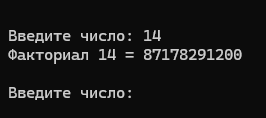 Введите число: 14
Факториал 14 = 87178291200
Введите число: